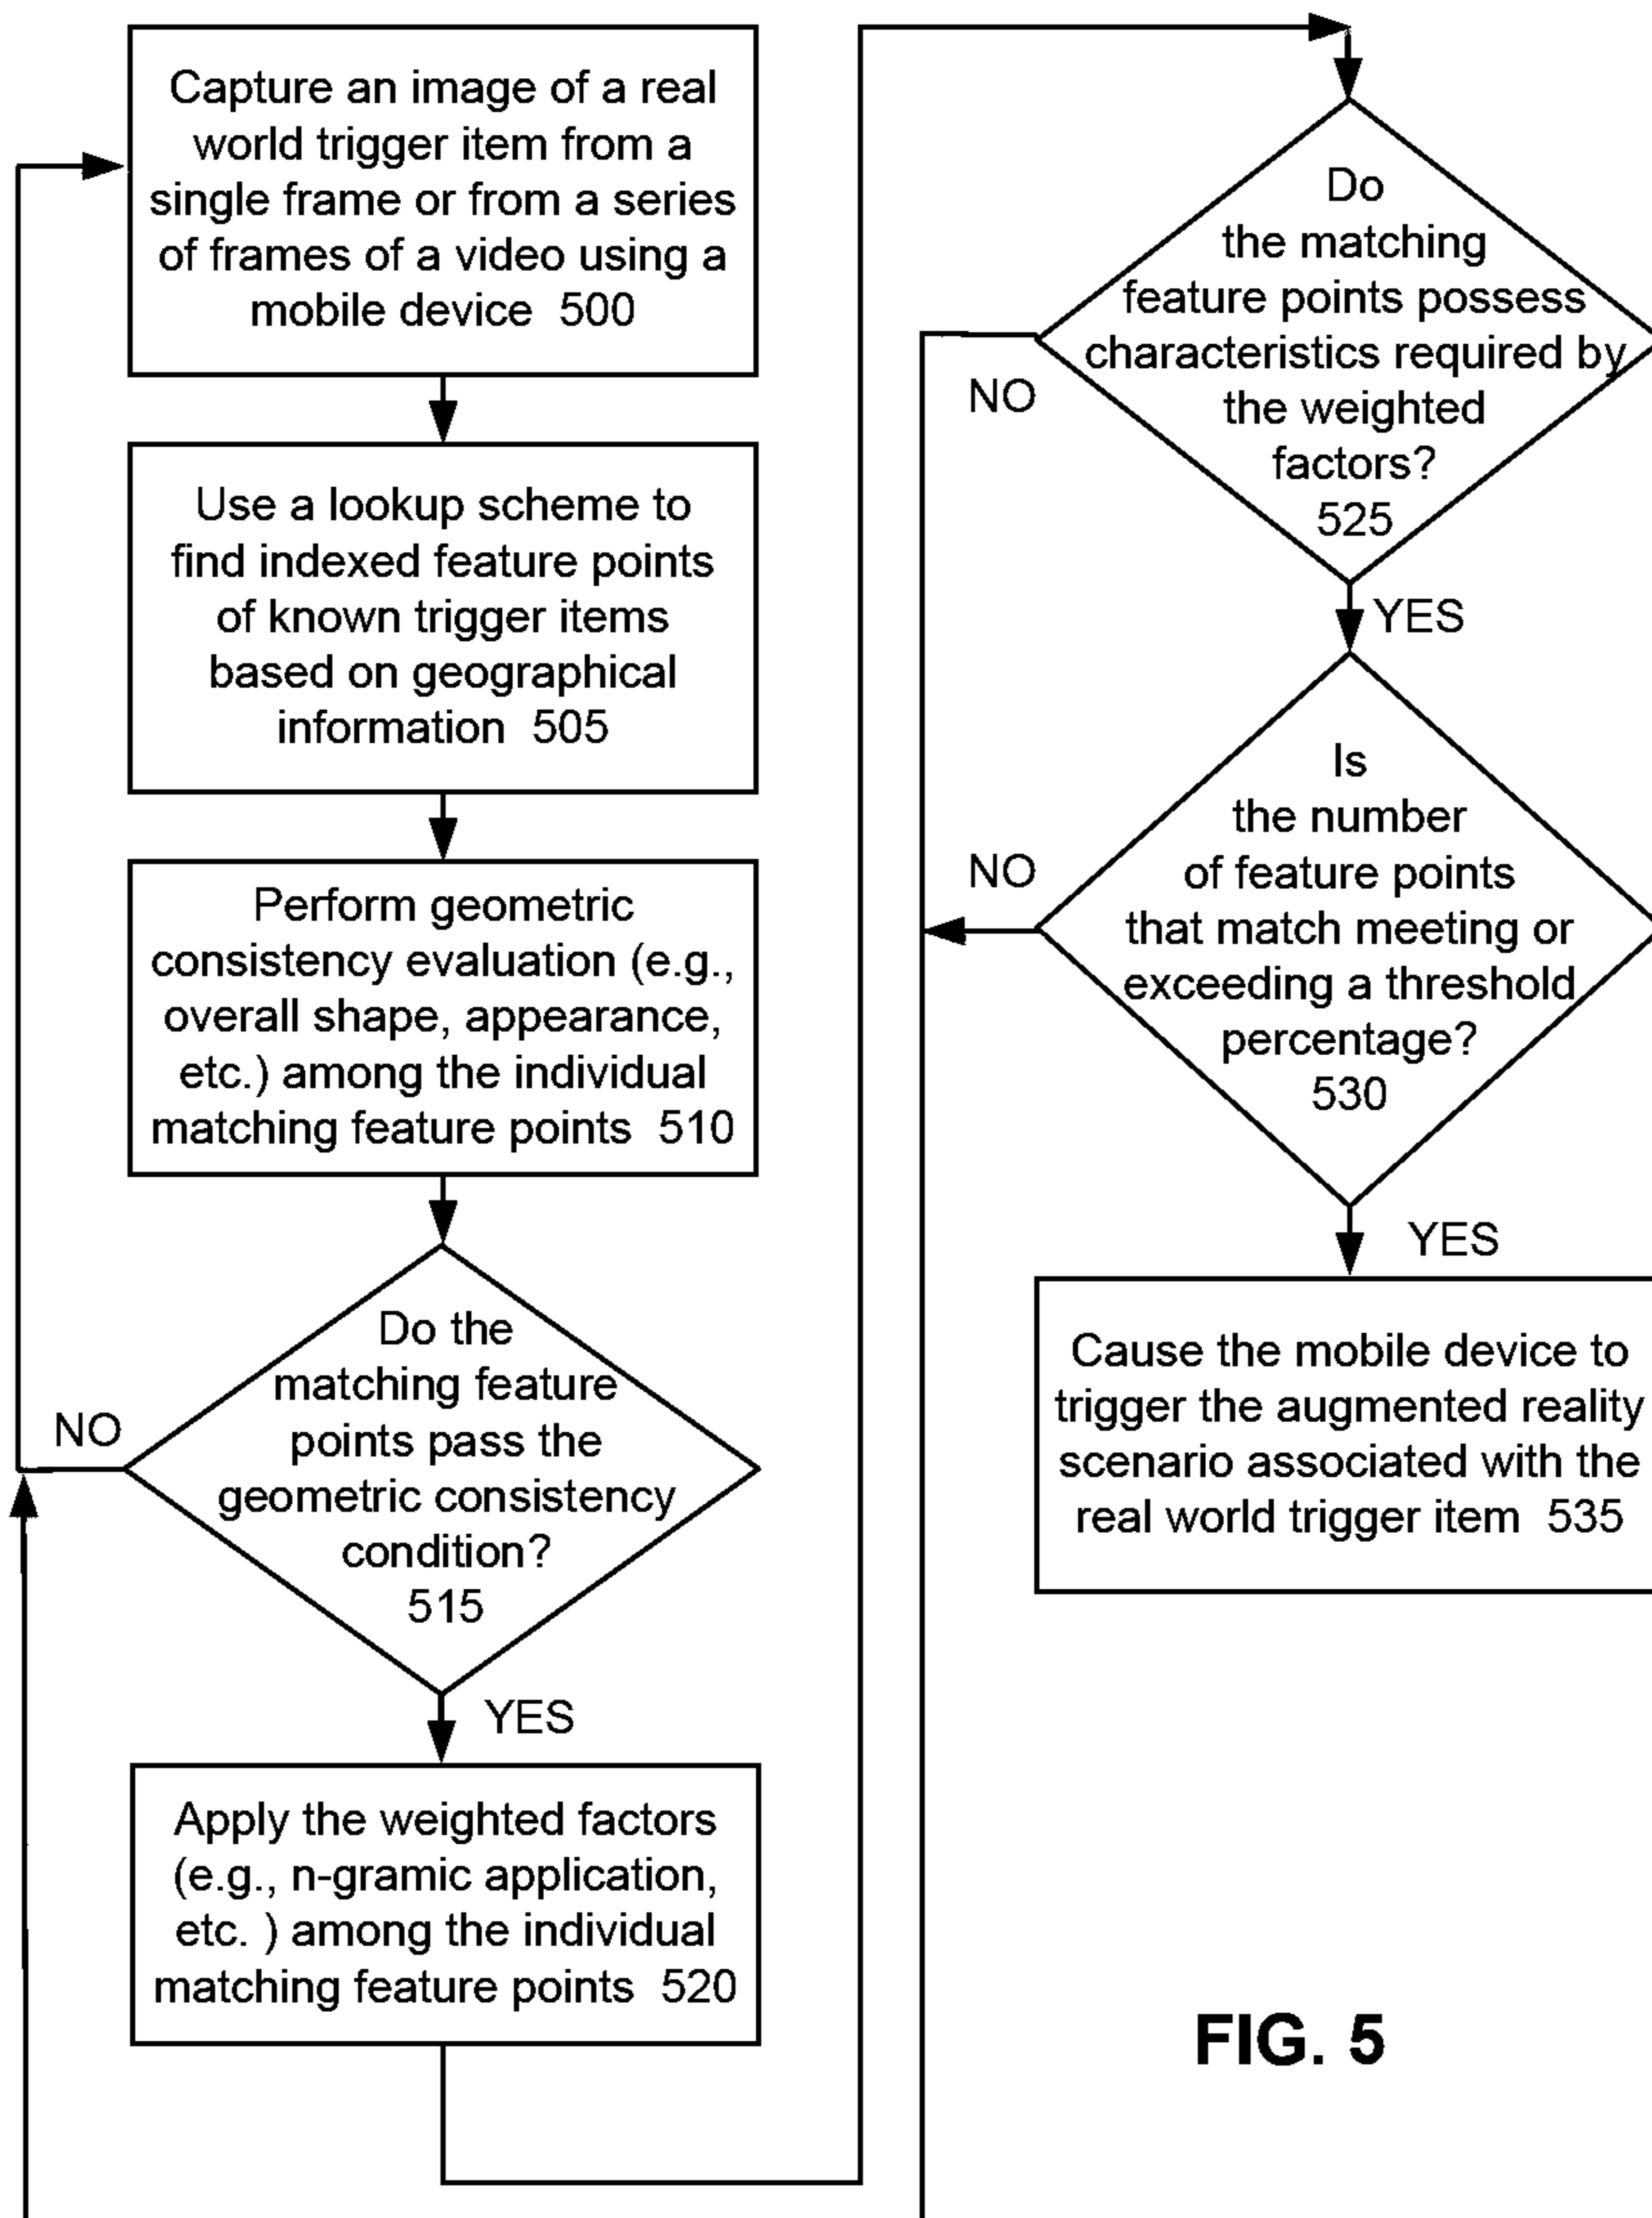 Capture an image of a real
world trigger item from a
single frame or from a series
of frames of a video using a
mobile device 500
Use a lookup scheme to
find indexed feature points
of known trigger items
based on geographical
information 505
Perform geometric
consistency evaluation (e.g.,
overall shape, appearance,
etc.) among the individual
matching feature points 510
Do the
matching feature
points pass the
geometric consistency
condition?
515
NO
YES
Apply the weighted factors
(e.g., n-gramic application,
etc. ) among the individual
matching feature points 520
Do
the matching
feature points possess
characteristics required by
the weighted
factors?
525
NO
YES
Is
the number
of feature points
that match meeting or
exceeding a threshold
percentage?
530
NO
YES
Cause the mobile device to
trigger the augmented reality
scenario associated with the
real world trigger item 535
FIG. 5